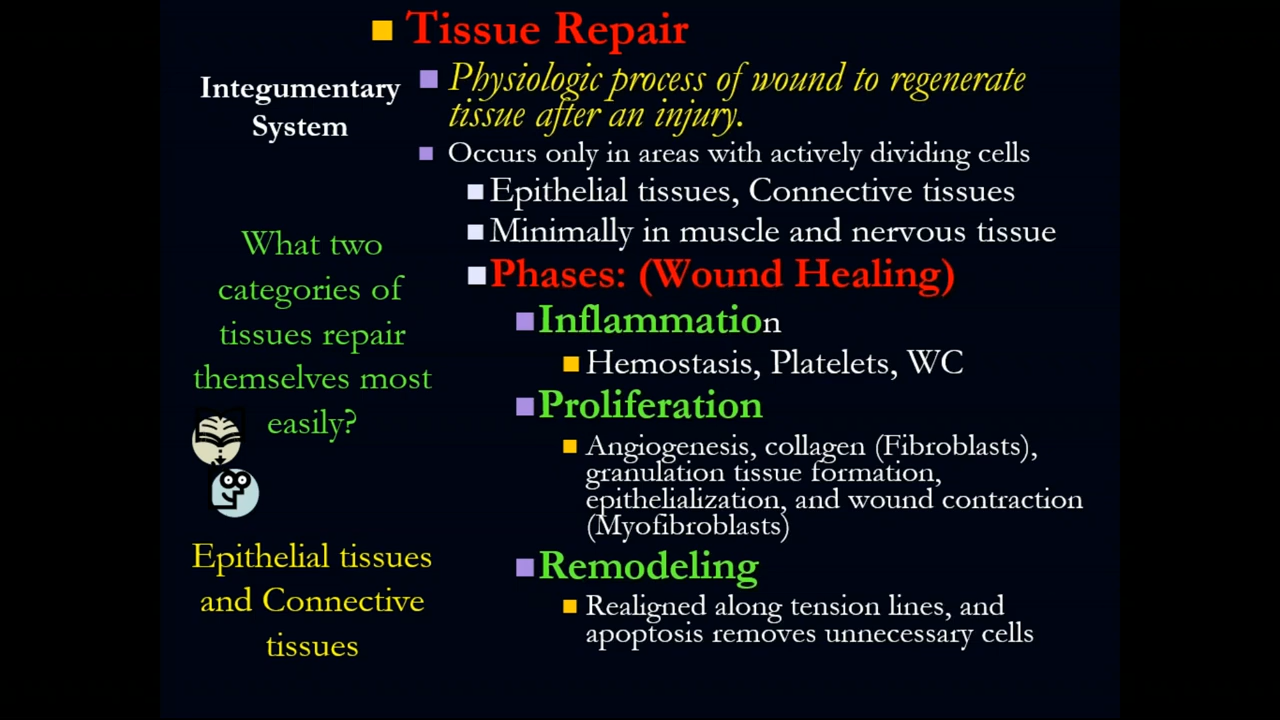 Tissue Repair
Integumentary
System
Physiologic process of wound to regenerate
tissue after an injury.
Occurs only in areas with actively dividing cells
Epithelial tissues, Connective tissues
Minimally in muscle and nervous tissue
Phases: (Wound Healing)
Inflammation
Hemostasis, Platelets, WC
Proliferation
Angiogenesis, collagen (Fibroblasts),
granulation tissue formation,
epithelialization, and wound contraction
(Myofibroblasts)
Remodeling
Realigned along tension lines, and
apoptosis removes unnecessary cells
What two
categories of
tissues repair
themselves most
easily?
Epithelial tissues
and Connective
tissues